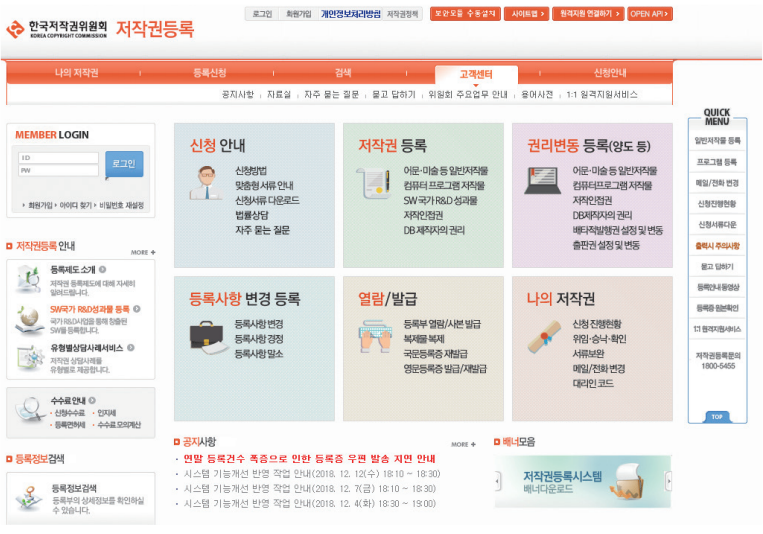 로그인 회원가입 개인정보처리방침 저작권정책 보안모듈 수동설치 사이트맵 > 원격지원 연결하기 > OPEN API >
한국저작권위원회
KOREA COPYRIGHT COMMISSION
저작권등록
나의 저작권 등록신청 검색 고객센터 신청안내
공지사항 자료실 자주 묻는 질문 묻고 답하기 위원회 주요업무 안내 용어사전 1:1 원격지원서비스
MEMBER LOGIN
ID
PW
로그인
회원가입 아이디 찾기 비밀번호 재설정
저작권등록 안내
MORE +
등록제도 소개
저작권 등록제도에 대해 자세히
알려드립니다.
SW국가 R&D성과물 등록
국가 R&D사업을 통해 창출된
SW를 등록합니다.
유형별상담사례서비스
저작권 상담사례를
유형별로 제공합니다.
수수료안내
· 신청수수료 · 인지세
· 등록면허세 · 수수료모의계산
등록정보검색
등록정보검색
등록부의 상세정보를 확인하실
수 있습니다.
신청 안내
신청방법
맞춤형 서류 안내
신청서류 다운로드
법률상담
자주 묻는 질문
저작권 등록
어문·미술 등 일반저작물
컴퓨터프로그램 저작물
SW 국가 R&D 성과물
저작인접권
DB제작자의 권리
권리변동 등록(양도 등)
어문·미술 등 일반저작물
컴퓨터프로그램 저작물
저작인접권
DB제작자의 권리
배타적발행권 설정 및 변동
출판권 설정 및 변동
등록사항 변경 등록
등록사항 변경
등록사항 경정
등록사항 말소
열람/발급
등록부 열람/사본 발급
복제물 복제
국문등록증 재발급
영문등록증 발급/재발급
나의 저작권
신청 진행현황
위임·승낙·확인
서류보완
메일/전화 변경
대리인 코드
공지사항
MORE +
· 연말 등록건수 폭증으로 인한 등록증 우편 발송 지연 안내
· 시스템 기능개선 반영 작업 안내(2018. 12. 12(수) 18:10 ~ 18:30)
· 시스템 기능개선 반영 작업 안내(2018. 12. 7(금) 18:10 ~ 18:30)
· 시스템 기능개선 반영 작업 안내(2018. 12. 4(화) 18:30 ~ 19:00)
배너모음
저작권등록시스템
배너다운로드
QUICK
MENU
일반저작물 등록
프로그램 등록
메일/전화 변경
신청진행현황
신청서류다운
출력시 주의사항
묻고 답하기
등록안내 동영상
등록증 원본확인
1:1 원격지원서비스
저작권등록문의
1800-5455
TOP